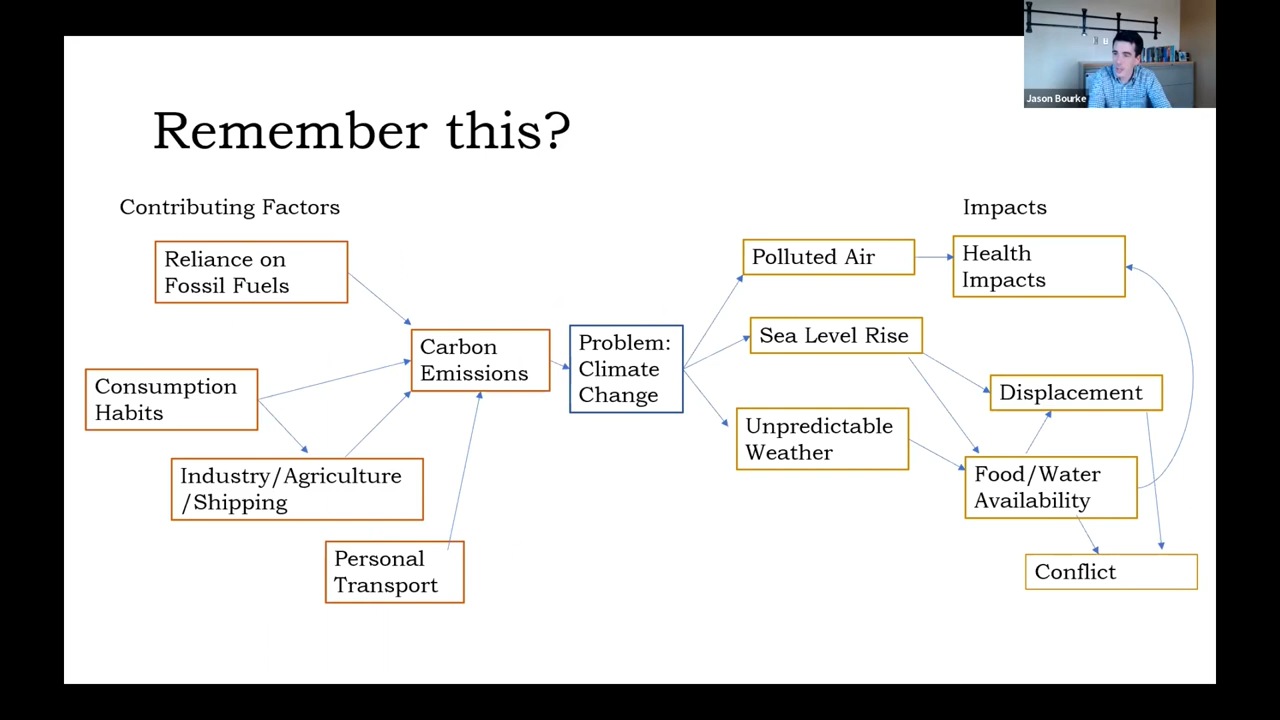 Jason Bourke
Remember this?
Contributing Factors
Impacts
Reliance on
Fossil Fuels
Polluted Air
Health
Impacts
Carbon
Emissions
Problem:
Climate
Change
Sea Level Rise
Consumption
Habits
Displacement
Unpredictable
Weather
Industry/Agriculture
/Shipping
Food/Water
Availability
Personal
Transport
Conflict